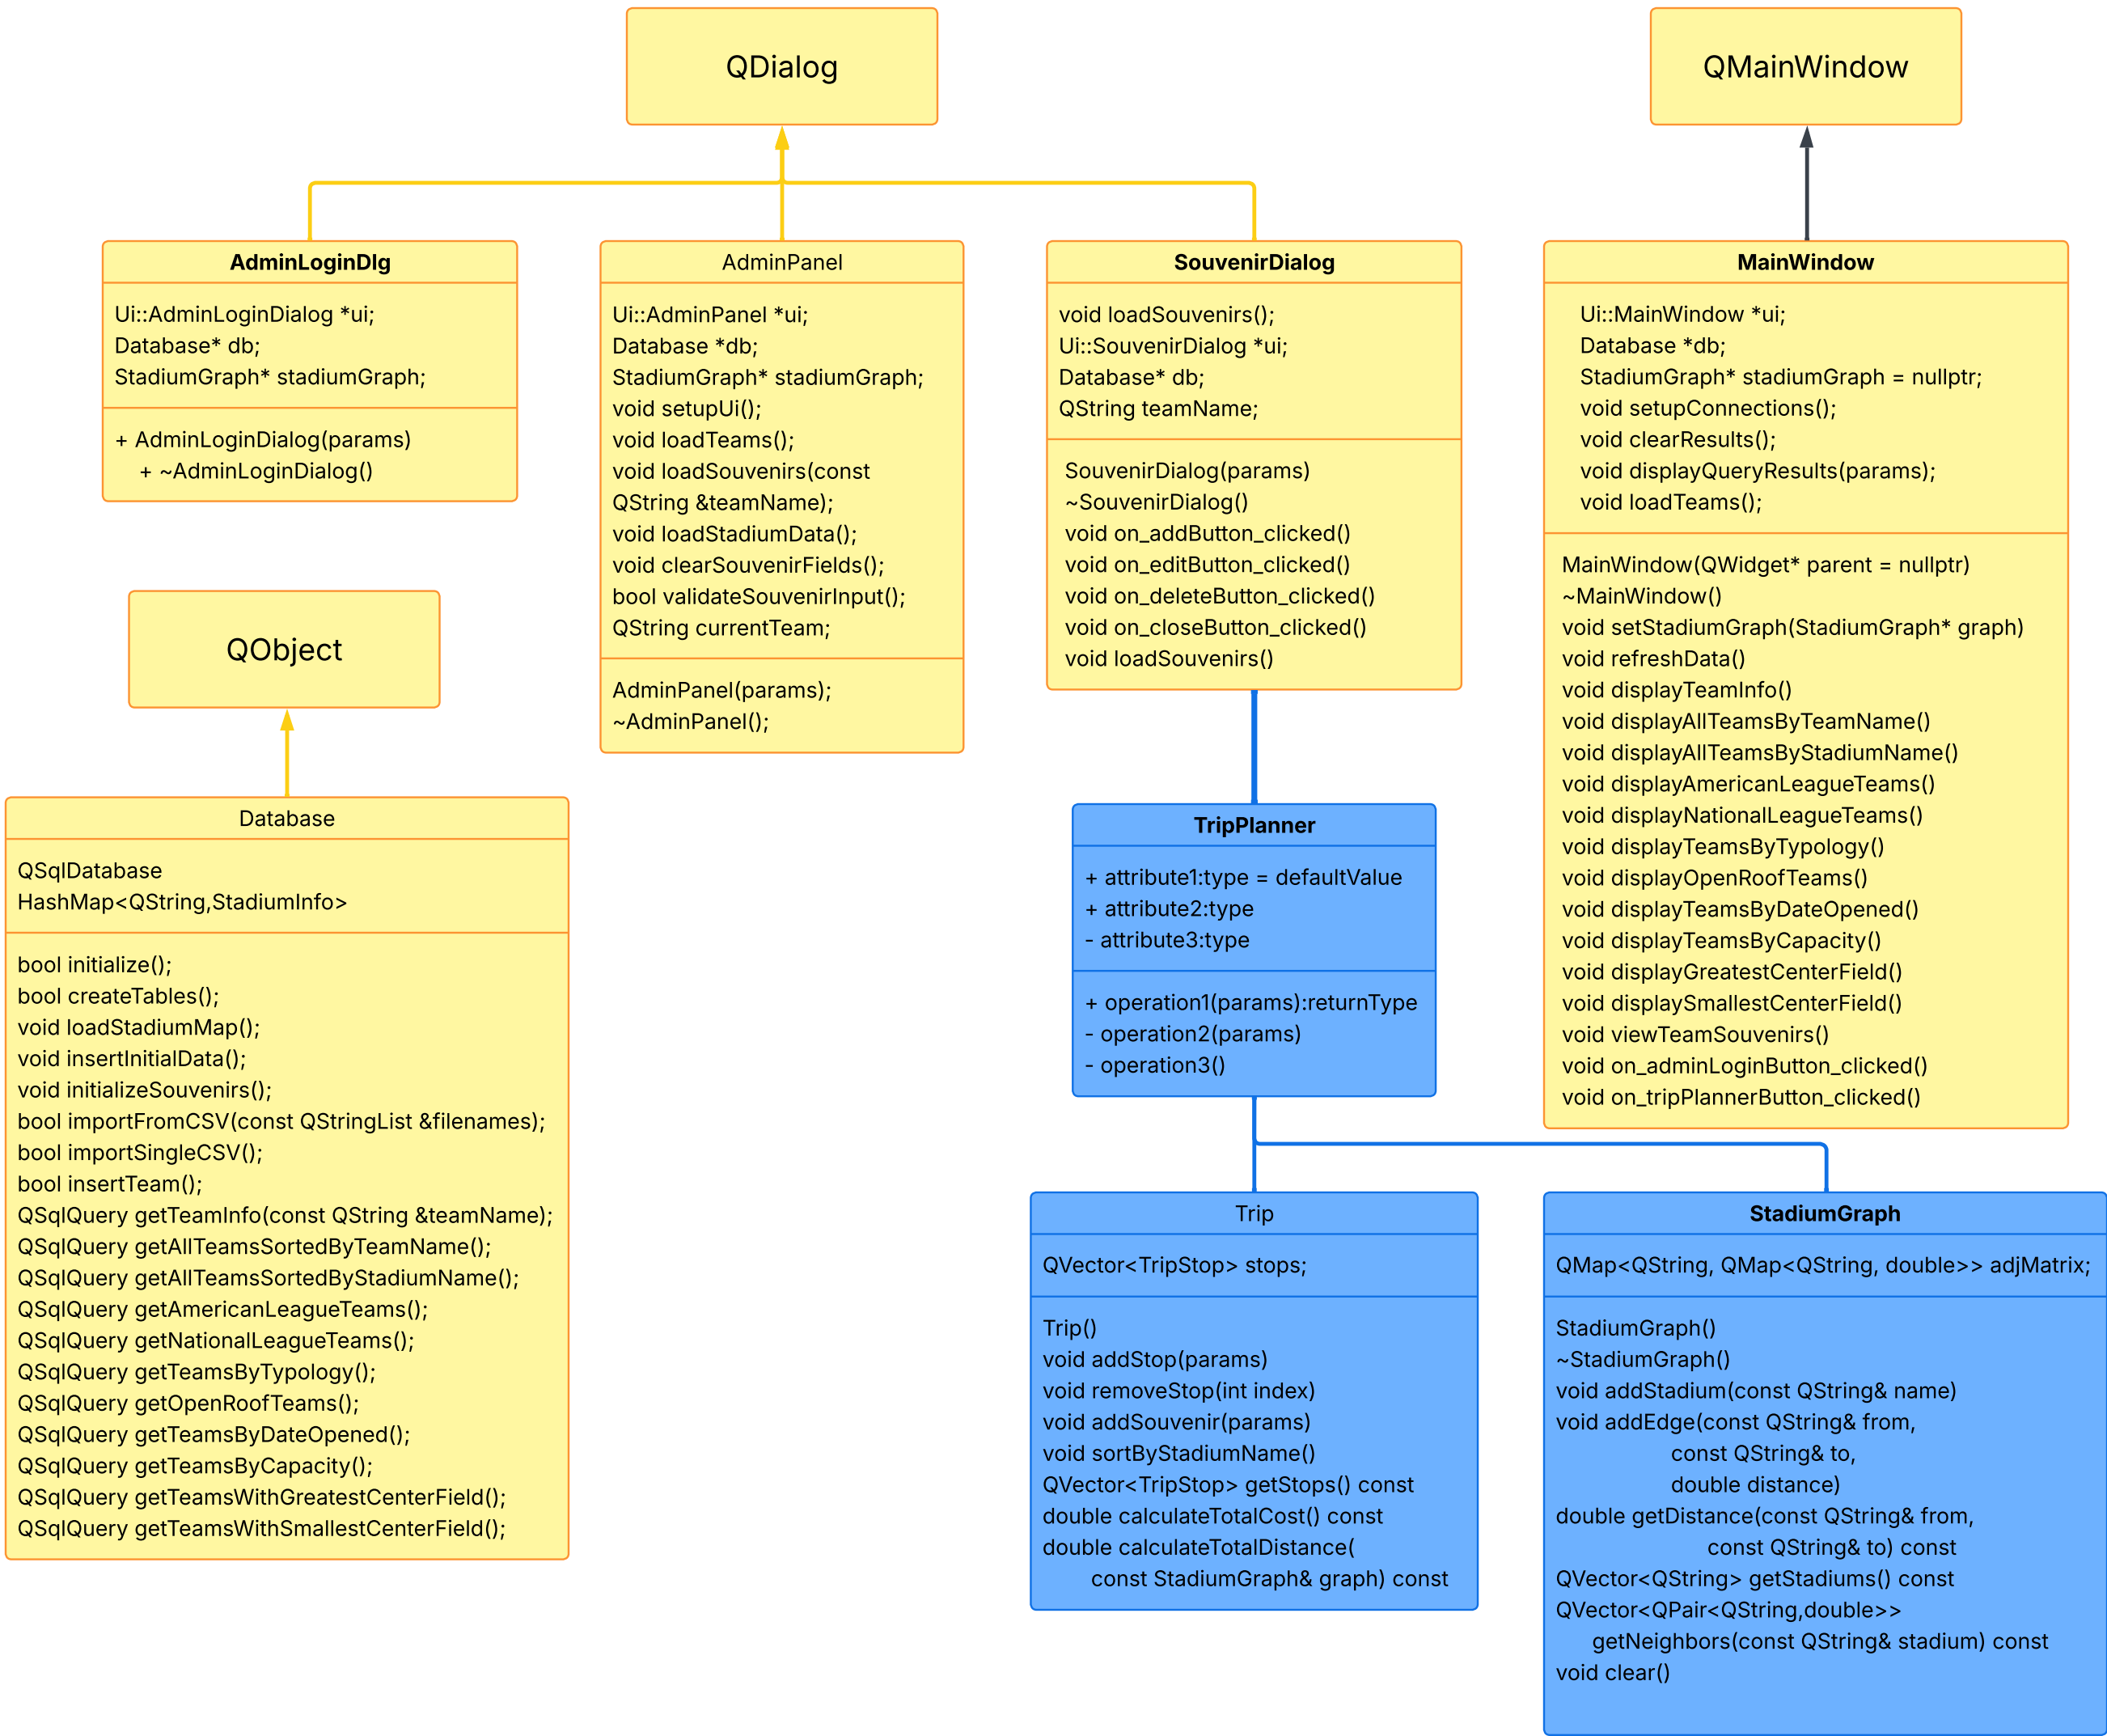 QDialog
QMainWindow
AdminLoginDlg
Ui::AdminLoginDialog *ui;
Database* db;
StadiumGraph* stadiumGraph;
+ AdminLoginDialog(params)
+ ~AdminLoginDialog()
AdminPanel
Ui::AdminPanel *ui;
Database *db;
StadiumGraph* stadiumGraph;
void setupUi();
void loadTeams();
void loadSouvenirs(const
QString &teamName);
void loadStadiumData();
void clearSouvenirFields();
bool validateSouvenirInput();
QString currentTeam;
AdminPanel(params);
~AdminPanel();
SouvenirDialog
void loadSouvenirs();
Ui::SouvenirDialog *ui;
Database* db;
QString teamName;
SouvenirDialog(params)
~SouvenirDialog()
void on_addButton_clicked()
void on_editButton_clicked()
void on_deleteButton_clicked()
void on_closeButton_clicked()
void loadSouvenirs()
MainWindow
Ui::MainWindow *ui;
Database *db;
StadiumGraph* stadiumGraph = nullptr;
void setupConnections();
void clearResults();
void displayQueryResults(params);
void loadTeams();
MainWindow(QWidget* parent = nullptr)
~MainWindow()
void setStadiumGraph(StadiumGraph* graph)
void refreshData()
void displayTeamInfo()
void displayAllTeamsByTeamName()
void displayAllTeamsByStadiumName()
void displayAmericanLeagueTeams()
void displayNationalLeagueTeams()
void displayTeamsByTypology()
void displayOpenRoofTeams()
void displayTeamsByDateOpened()
void displayTeamsByCapacity()
void displayGreatestCenterField()
void displaySmallestCenterField()
void viewTeamSouvenirs()
void on_adminLoginButton_clicked()
void on_tripPlannerButton_clicked()
QObject
Database
QSqlDatabase
HashMap<QString,StadiumInfo>
bool initialize();
bool createTables();
void loadStadiumMap();
void insertInitialData();
void initializeSouvenirs();
bool importFromCSV(const QStringList &filenames);
bool importSingleCSV();
bool insertTeam();
QSqlQuery getTeamInfo(const QString &teamName);
QSqlQuery getAllTeamsSortedByTeamName();
QSqlQuery getAllTeamsSortedByStadiumName();
QSqlQuery getAmericanLeagueTeams();
QSqlQuery getNationalLeagueTeams();
QSqlQuery getTeamsByTypology();
QSqlQuery getOpenRoofTeams();
QSqlQuery getTeamsByDateOpened();
QSqlQuery getTeamsByCapacity();
QSqlQuery getTeamsWithGreatestCenterField();
QSqlQuery getTeamsWithSmallestCenterField();
TripPlanner
+ attribute1:type = defaultValue
+ attribute2:type
- attribute3:type
+ operation1(params):returnType
- operation2(params)
- operation3()
Trip
QVector<TripStop> stops;
Trip()
void addStop(params)
void removeStop(int index)
void addSouvenir(params)
void sortByStadiumName()
QVector<TripStop> getStops() const
double calculateTotalCost() const
double calculateTotalDistance(
const StadiumGraph& graph) const
StadiumGraph
QMap<QString, QMap<QString, double>> adjMatrix;
StadiumGraph()
~StadiumGraph()
void addStadium(const QString& name)
void addEdge(const QString& from,
const QString& to,
double distance)
double getDistance(const QString& from,
const QString& to) const
QVector<QString> getStadiums() const
QVector<QPair<QString,double>>
getNeighbors(const QString& stadium) const
void clear()